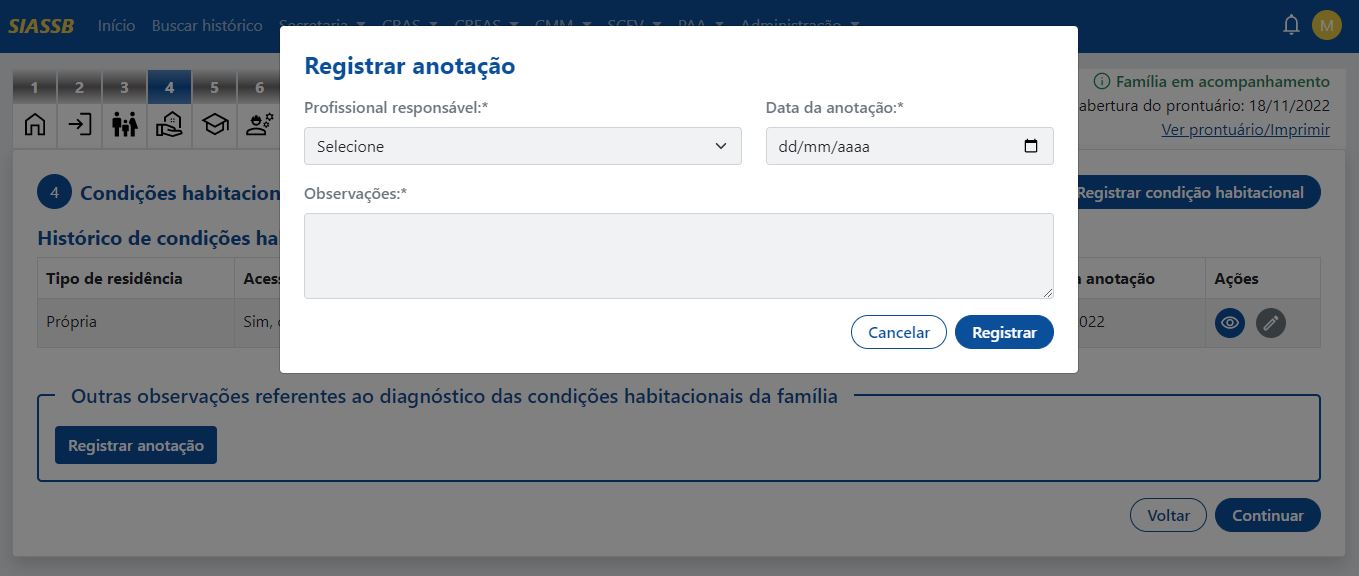 SIASSB Início Buscar histórico Secretaria CRAS CREAS CMM SCFV PAA Administração M
Registrar anotação
1 2 3 4 5 6
Família em acompanhamento
abertura do prontuário: 18/11/2022
Ver prontuário/Imprimir
Profissional responsável:* Data da anotação:*
Selecione dd/mm/aaaa
4 Condições habitacion
Registrar condição habitacional
Observações:*
Histórico de condições ha
Tipo de residência Aces anotação Ações
Própria Sim, 022
Cancelar Registrar
Outras observações referentes ao diagnóstico das condições habitacionais da família
Registrar anotação
Voltar Continuar